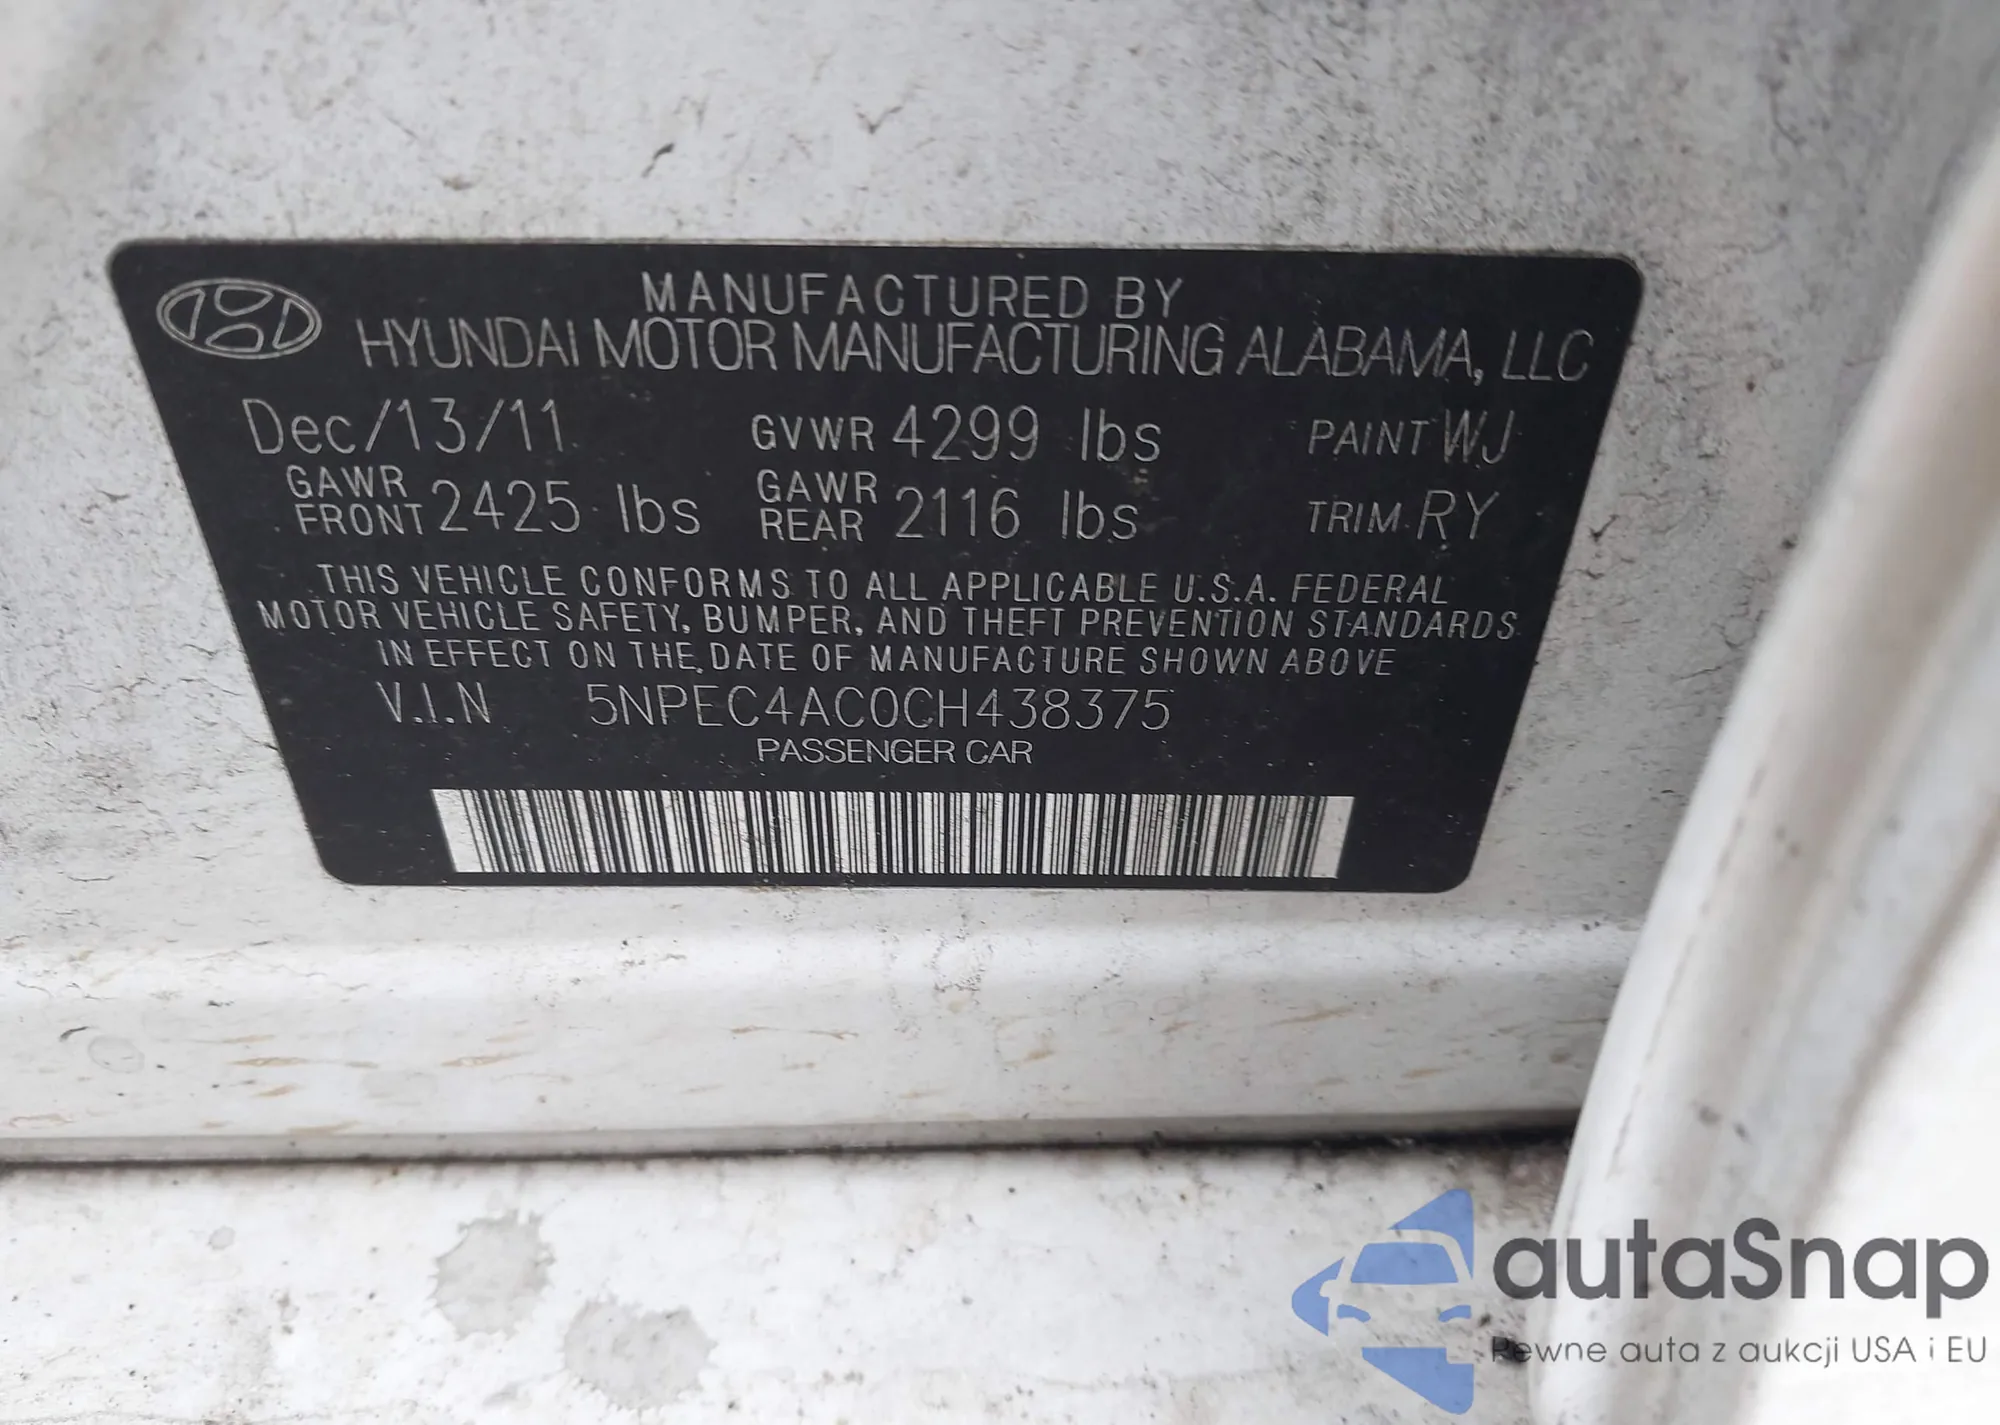 MANUFACTURED BY
HYUNDAI MOTOR MANUFACTURING ALABAMA, LLC
Dec/13/11 GVWR 4299 lbs PAINT WJ
GAWR FRONT 2425 lbs GAWR REAR 2116 lbs TRIM RY
THIS VEHICLE CONFORMS TO ALL APPLICABLE U.S.A. FEDERAL
MOTOR VEHICLE SAFETY, BUMPER, AND THEFT PREVENTION STANDARDS
IN EFFECT ON THE DATE OF MANUFACTURE SHOWN ABOVE
V.I.N 5NPEC4AC0CH438375
PASSENGER CAR
autaSnap
Pewne auta z aukcji USA i EU